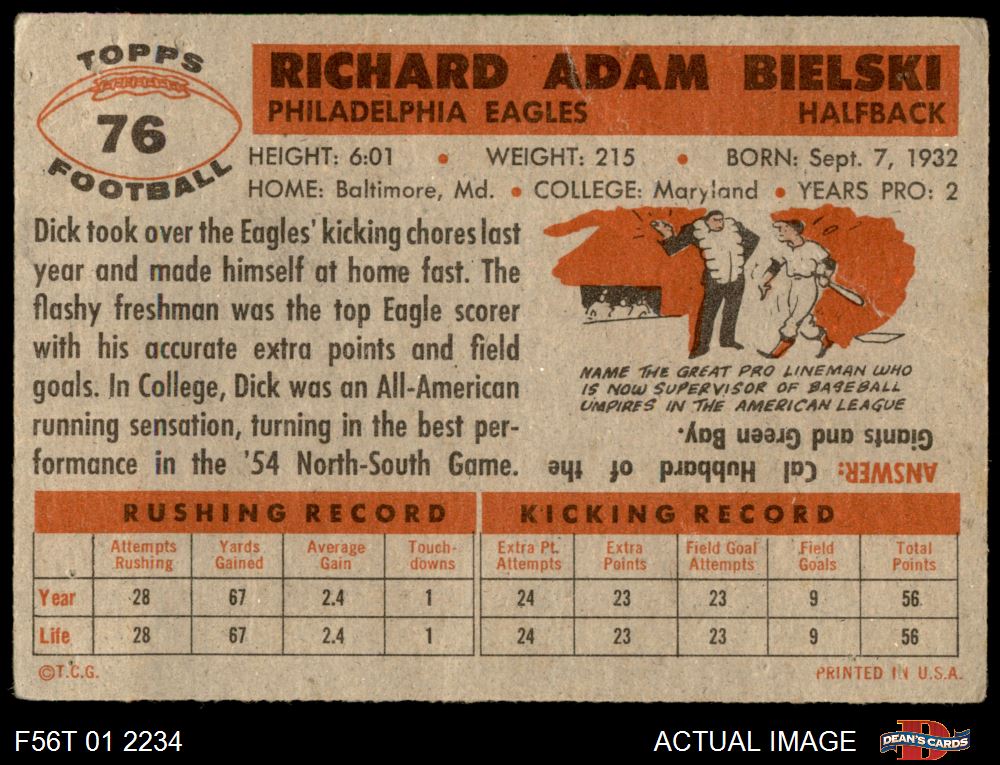 TOPPS
76
FOOTBALL
RICHARD ADAM BIELSKI
PHILADELPHIA EAGLES HALFBACK
HEIGHT: 6:01 • WEIGHT: 215 • BORN: Sept. 7, 1932
HOME: Baltimore, Md. • COLLEGE: Maryland • YEARS PRO: 2
Dick took over the Eagles' kicking chores last
year and made himself at home fast. The
flashy freshman was the top Eagle scorer
with his accurate extra points and field
goals. In College, Dick was an All-American
running sensation, turning in the best per-
formance in the '54 North-South Game.
NAME THE GREAT PRO LINEMAN WHO
IS NOW SUPERVISOR OF BASEBALL
UMPIRES IN THE AMERICAN LEAGUE
ANSWER: Cal Hubbard of the
Giants and Green Bay.
RUSHING RECORD KICKING RECORD
Attempts Rushing Yards Gained Average Gain Touch-downs Extra Pt. Attempts Extra Points Field Goal Attempts Field Goals Total Points
Year 28 67 2.4 1 24 23 23 9 56
Life 28 67 2.4 1 24 23 23 9 56
©T.C.G. PRINTED IN U.S.A.
F56T 01 2234 ACTUAL IMAGE DEAN'S CARDS